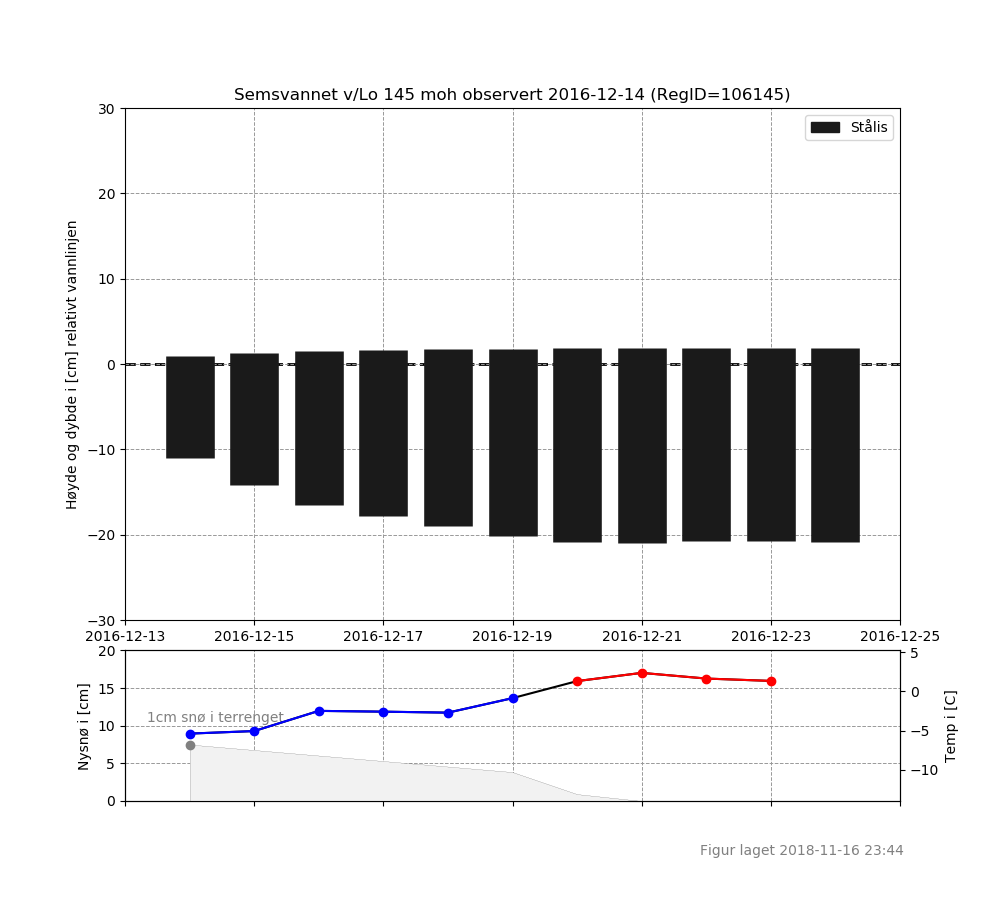 Semsvannet v/Lo 145 moh observert 2016-12-14 (RegID=106145)
Stålis
Høyde og dybde i [cm] relativt vannlinjen
30
20
10
0
−10
−20
−30
2016-12-13 2016-12-15 2016-12-17 2016-12-19 2016-12-21 2016-12-23 2016-12-25
Nysnø i [cm]
20
15
10
5
0
1cm snø i terrenget
5
0
−5
−10
Temp i [C]
Figur laget 2018-11-16 23:44